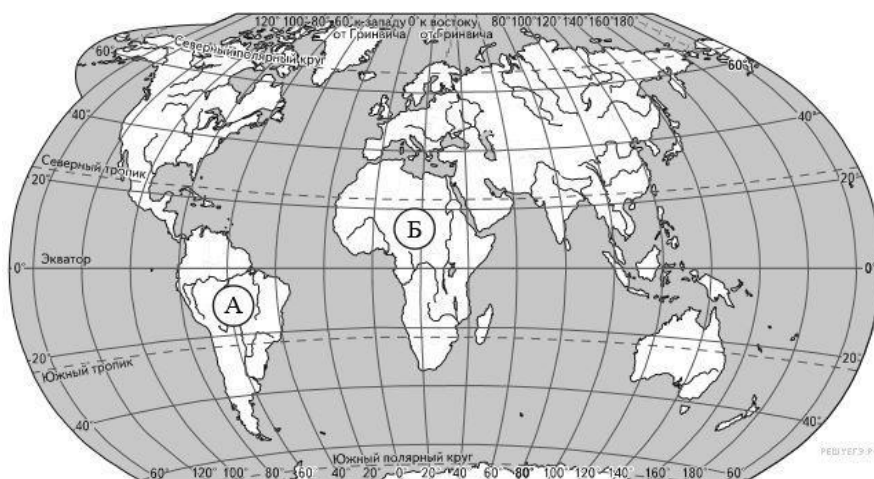 120° 100° 80° 60° к западу 0° к востоку 100° 120° 140° 160° 180°
от Гринвича от Гринвича
Северный полярный круг
60° 60°
40° 40°
Северный тропик
20° 20°
Б
Экватор
0° 0°
А
20° 20°
Южный тропик
40° 40°
Южный полярный круг
60° 120° 100° 80° 60° 40° 20° 0° 20° 40° 60° 80° 100° 120° 140° 160° 180° 60°